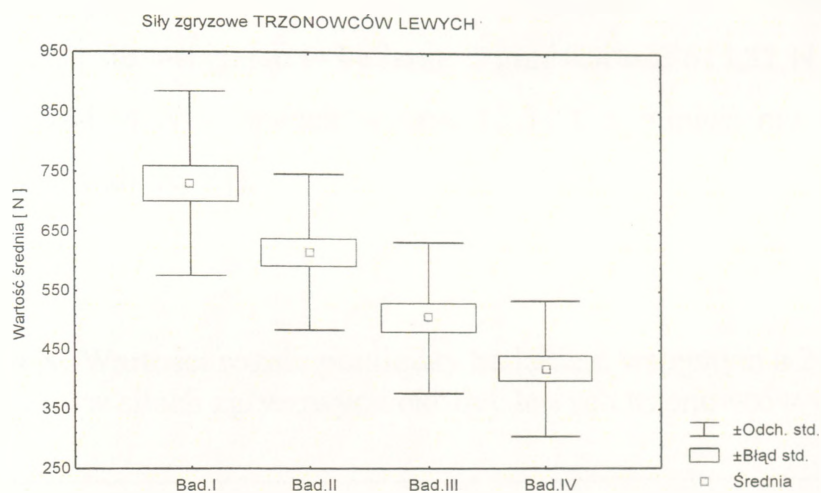 Siły zgryzowe TRZONOWCÓW LEWYCH
Wartość średnia [ N ]
950
850
750
650
550
450
350
250
Bad.I
Bad.II
Bad.III
Bad.IV
±Odch. std.
±Błąd std.
Średnia